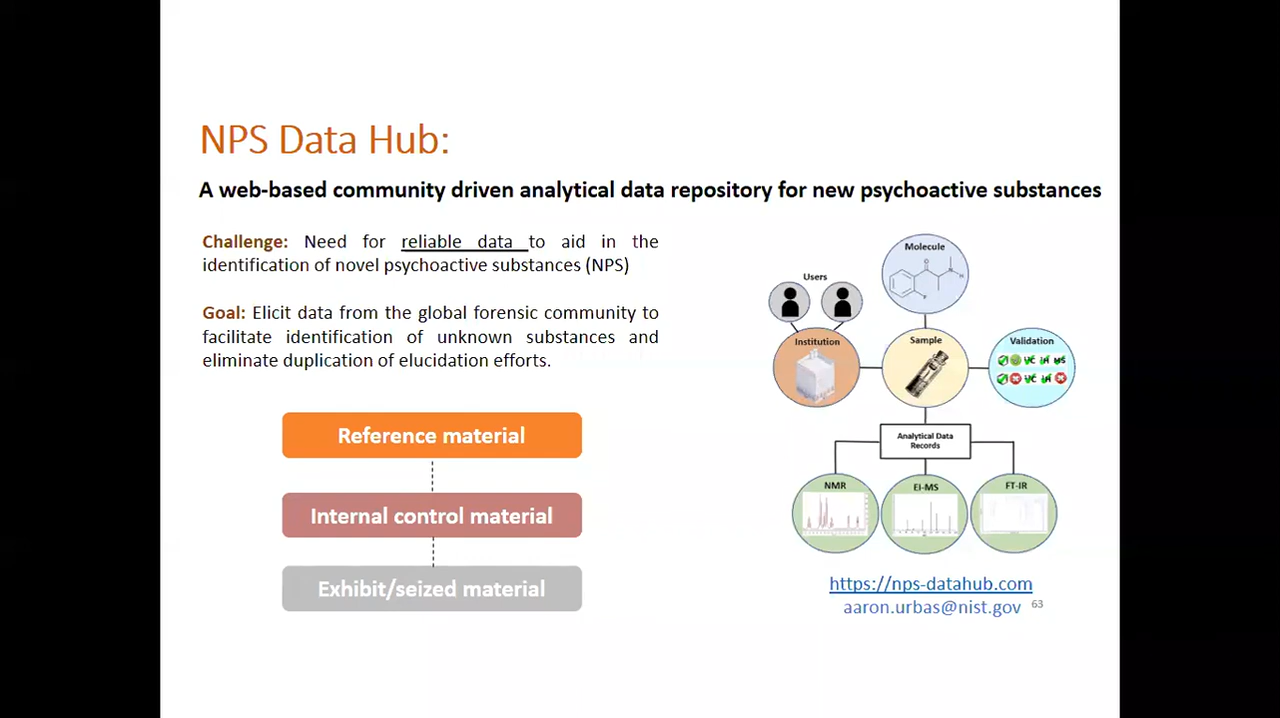 NPS Data Hub:
A web-based community driven analytical data repository for new psychoactive substances
Challenge: Need for reliable data to aid in the
identification of novel psychoactive substances (NPS)
Goal: Elicit data from the global forensic community to
facilitate identification of unknown substances and
eliminate duplication of elucidation efforts.
Reference material
Internal control material
Exhibit/seized material
Molecule
Users
Institution
Sample
Validation
Analytical Data
Records
NMR
EI-MS
FT-IR
https://nps-datahub.com
aaron.urbas@nist.gov
63